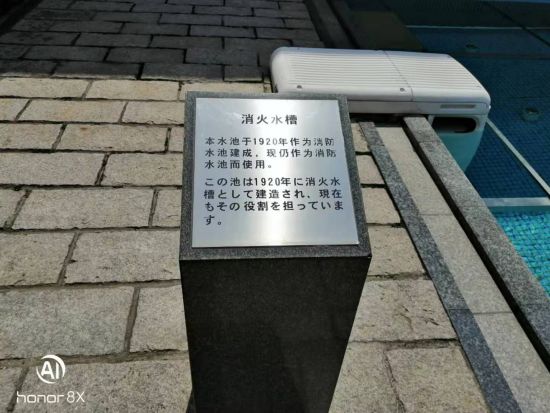 消火水槽
本水池于1920年作为消防
水池建成，现仍作为消防
水池而使用。
この池は1920年に消火水
槽として建造され，現在
もその役割を担っていま
す。
AI
honor 8X